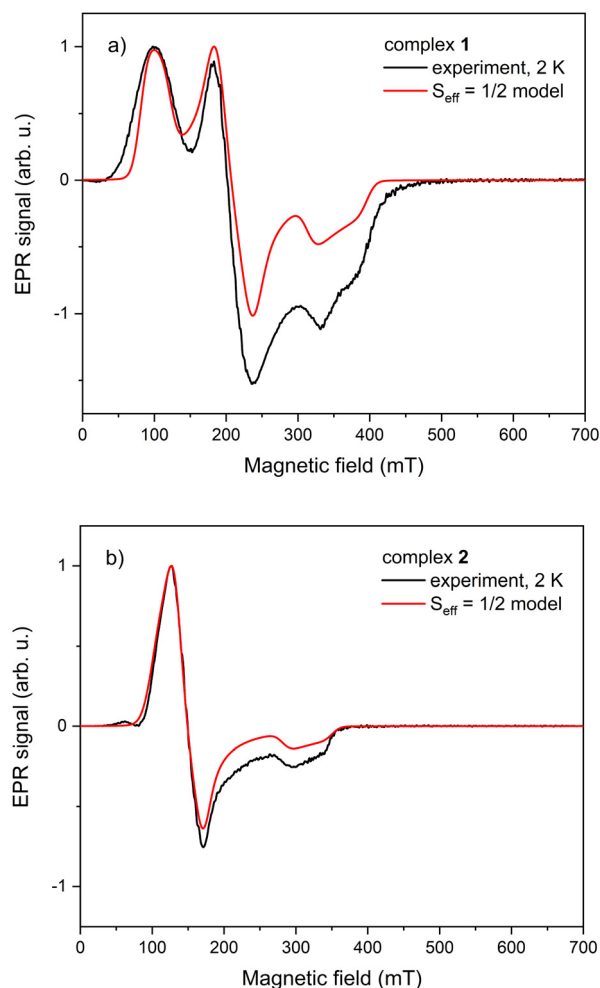 a)
complex 1
experiment, 2 K
Seff = 1/2 model
EPR signal (arb. u.)
1
0
-1
0 100 200 300 400 500 600 700
Magnetic field (mT)
b)
complex 2
experiment, 2 K
Seff = 1/2 model
EPR signal (arb. u.)
1
0
-1
0 100 200 300 400 500 600 700
Magnetic field (mT)